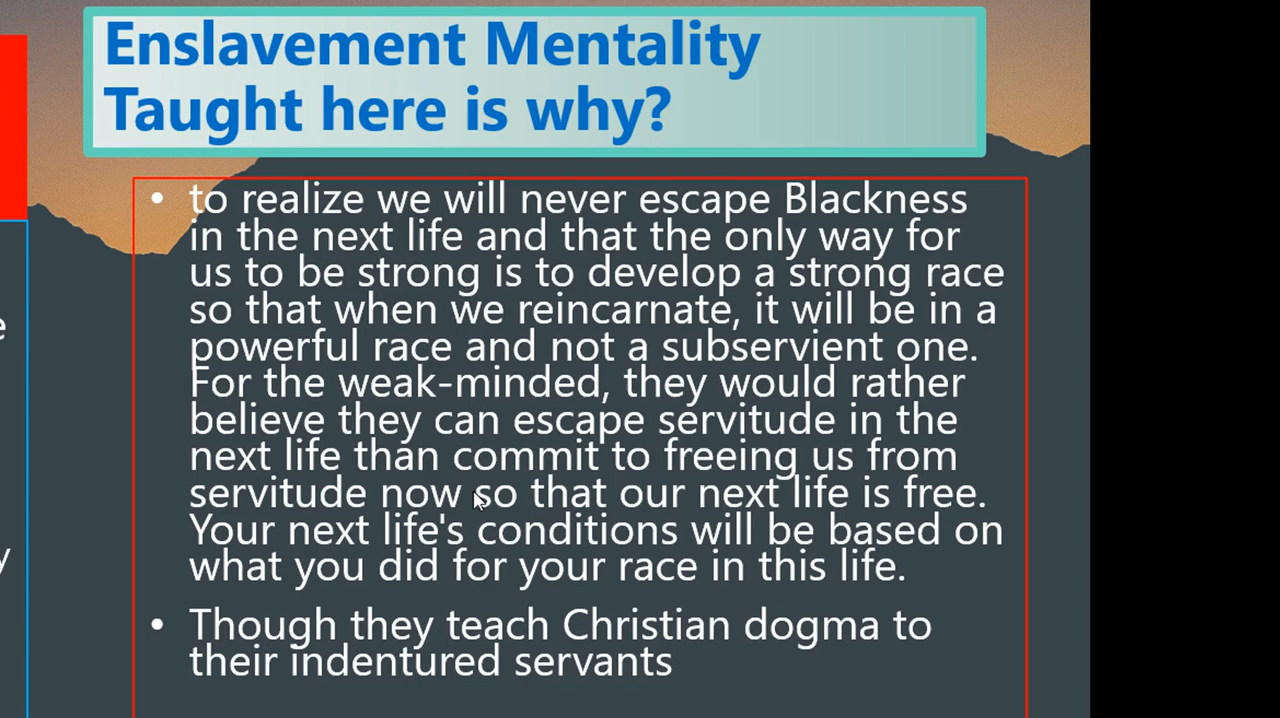 Enslavement Mentality
Taught here is why?
• to realize we will never escape Blackness
in the next life and that the only way for
us to be strong is to develop a strong race
so that when we reincarnate, it will be in a
powerful race and not a subservient one.
For the weak-minded, they would rather
believe they can escape servitude in the
next life than commit to freeing us from
servitude now so that our next life is free.
Your next life's conditions will be based on
what you did for your race in this life.
• Though they teach Christian dogma to
their indentured servants